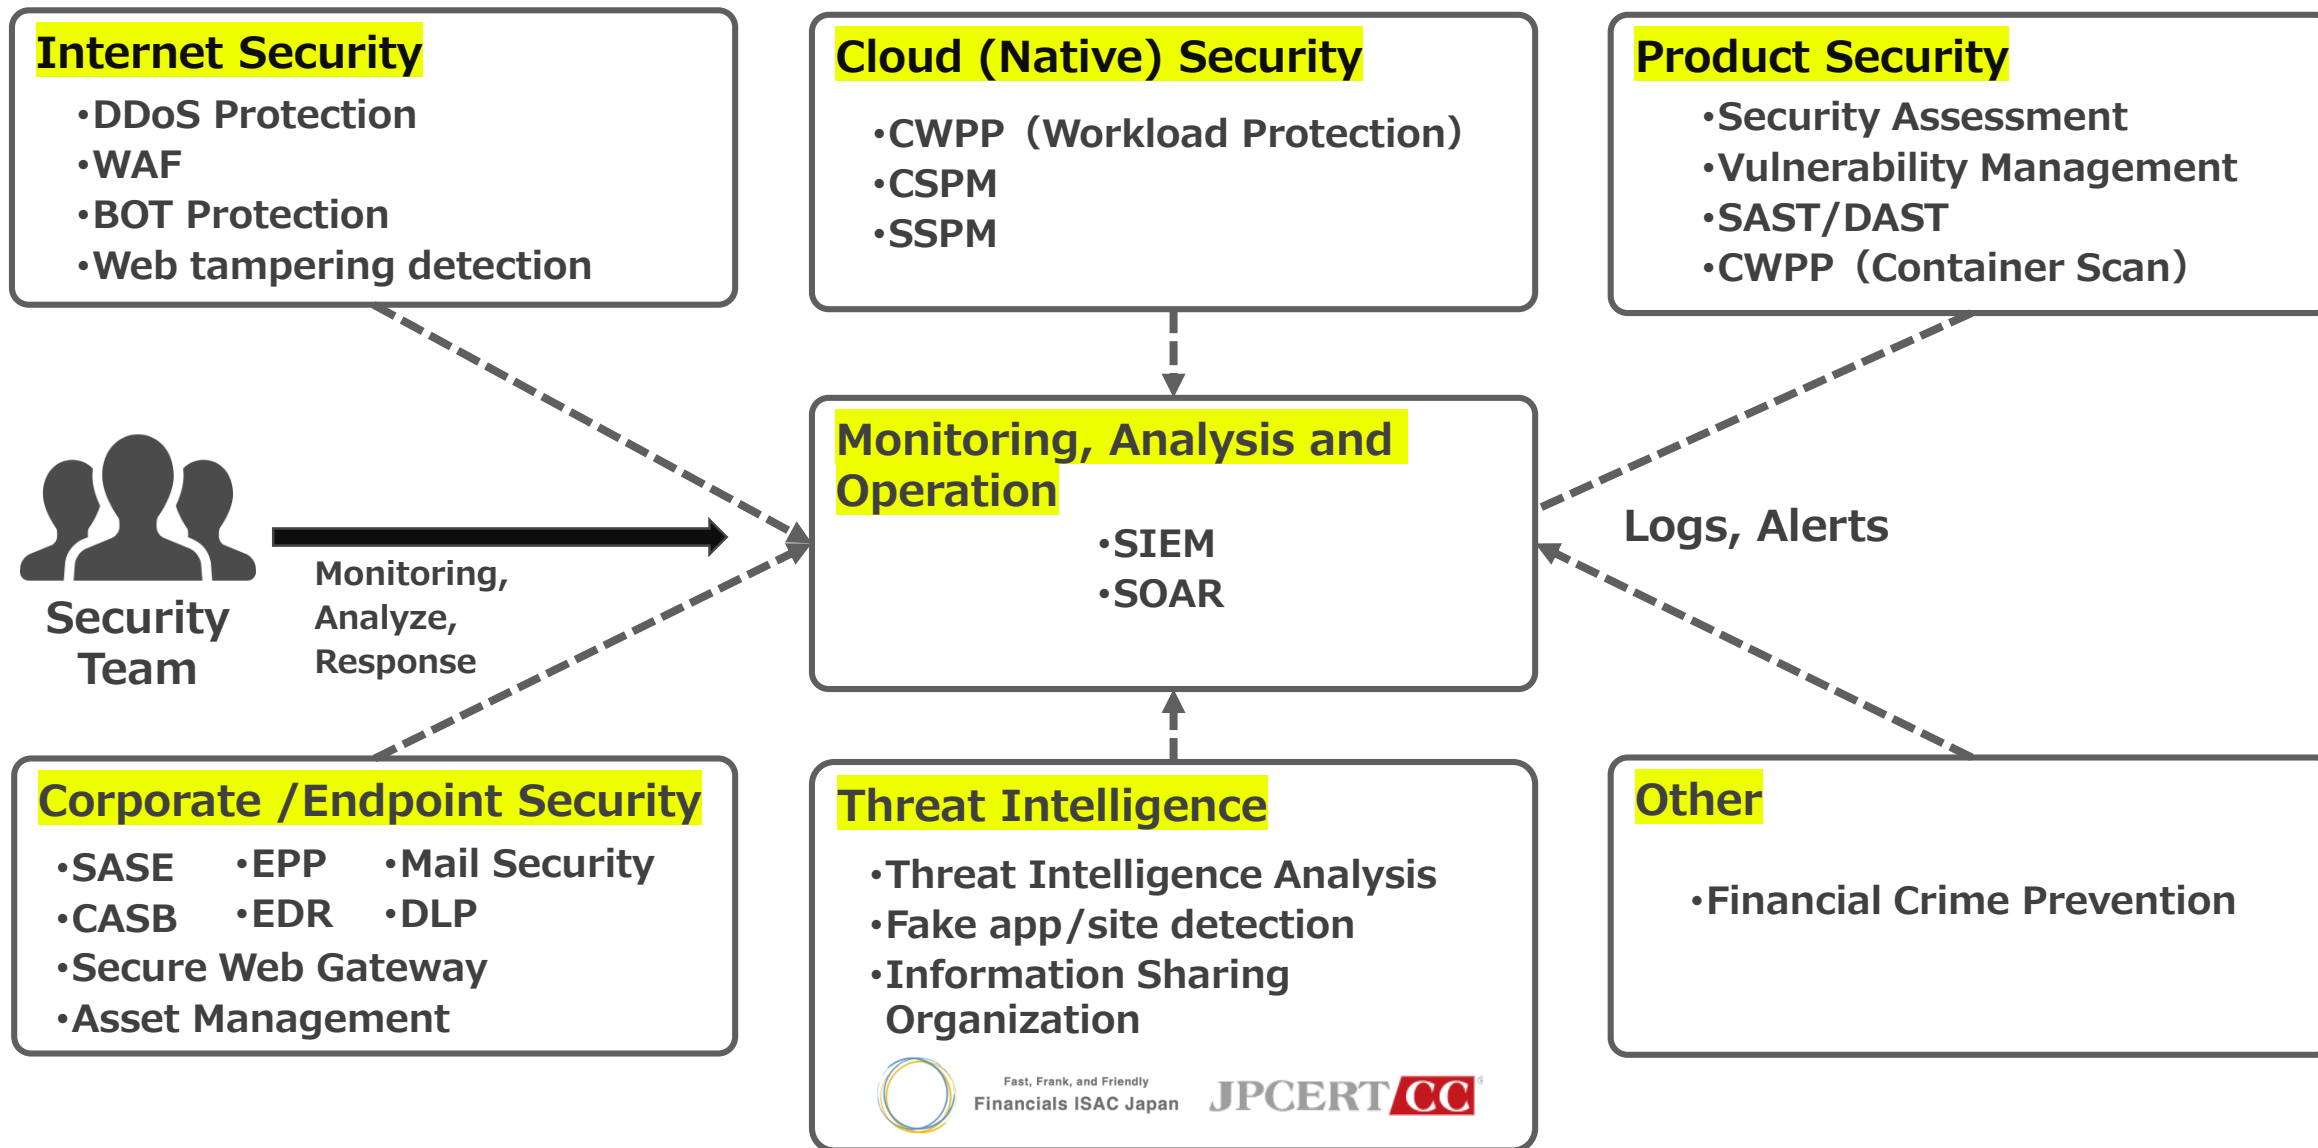 Internet Security
・DDoS Protection
・WAF
・BOT Protection
・Web tampering detection
Cloud (Native) Security
・CWPP（Workload Protection）
・CSPM
・SSPM
Product Security
・Security Assessment
・Vulnerability Management
・SAST/DAST
・CWPP（Container Scan）
Security
Team
Monitoring,
Analyze,
Response
Monitoring, Analysis and
Operation
・SIEM
・SOAR
Logs, Alerts
Corporate /Endpoint Security
・SASE ・EPP ・Mail Security
・CASB ・EDR ・DLP
・Secure Web Gateway
・Asset Management
Threat Intelligence
・Threat Intelligence Analysis
・Fake app/site detection
・Information Sharing
Organization
Fast, Frank, and Friendly
Financials ISAC Japan
JPCERT CC®
Other
・Financial Crime Prevention